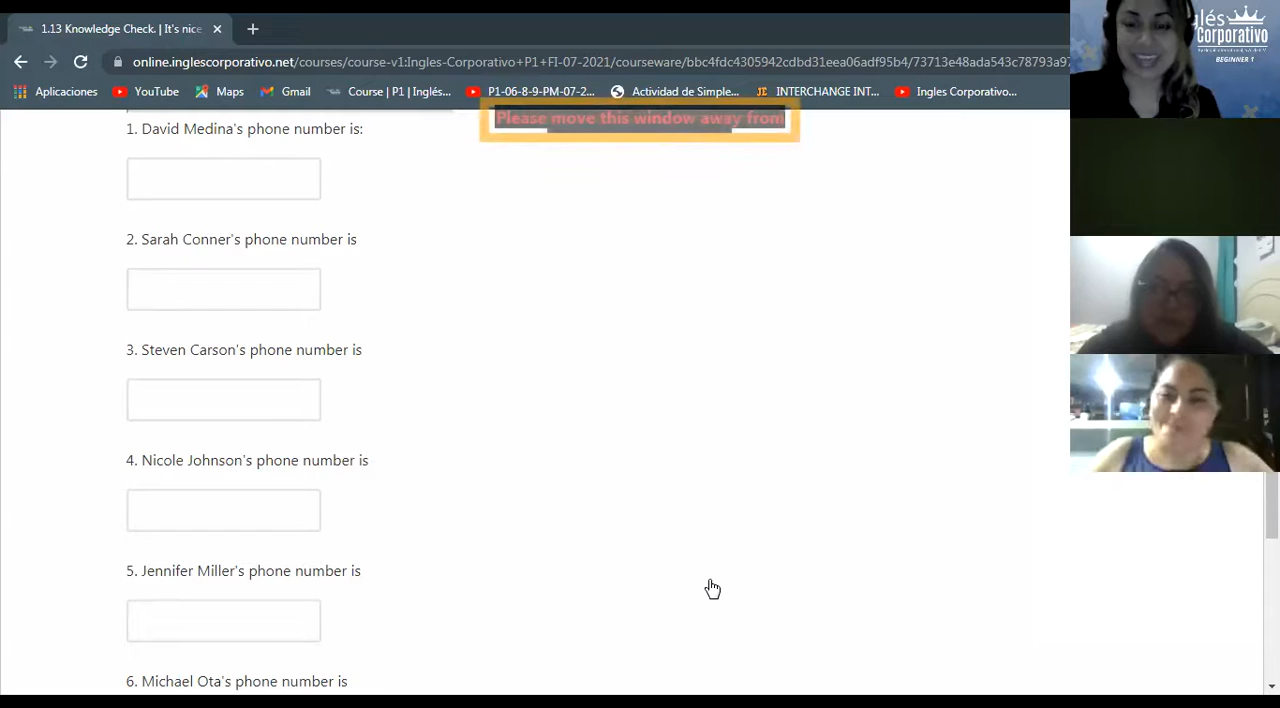 1.13 Knowledge Check. | It's nice
online.inglescorporativo.net/courses/course-v1:Ingles-Corporativo+P1+FI-07-2021/courseware/bbc4fdc4305942cdbd31eea06adf95b4/73713e48ada543c78793a97
Aplicaciones YouTube Maps Gmail Course | P1 | Inglés... P1-06-8-9-PM-07-2... Actividad de Simple... INTERCHANGE INT... Ingles Corporativo...
Please move this window away from
1. David Medina's phone number is:
2. Sarah Conner's phone number is
3. Steven Carson's phone number is
4. Nicole Johnson's phone number is
5. Jennifer Miller's phone number is
6. Michael Ota's phone number is
glés
Corporativo
BEGINNER 1